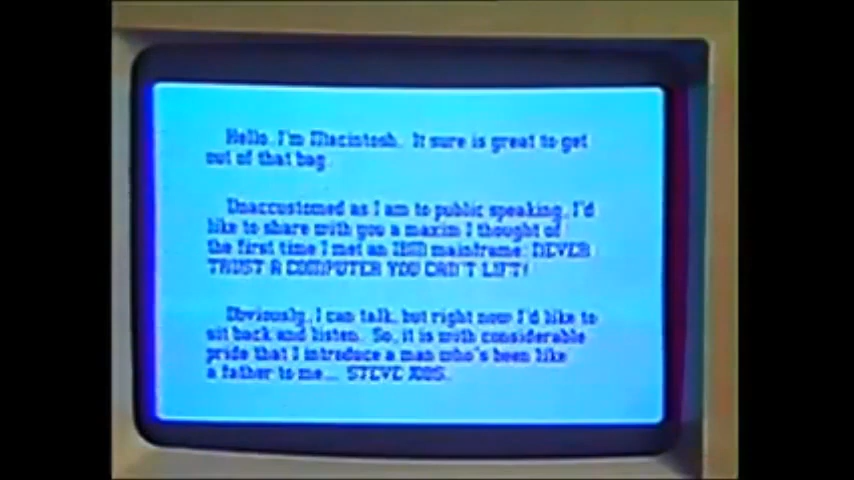 Hello, I'm Macintosh. It sure is great to get
out of that bag.
Unaccustomed as I am to public speaking, I'd
like to share with you a maxim I thought of
the first time I met an IBM mainframe: NEVER
TRUST A COMPUTER YOU CAN'T LIFT!
Obviously, I can talk, but right now I'd like to
sit back and listen. So, it is with considerable
pride that I introduce a man who's been like
a father to me... STEVE JOBS.